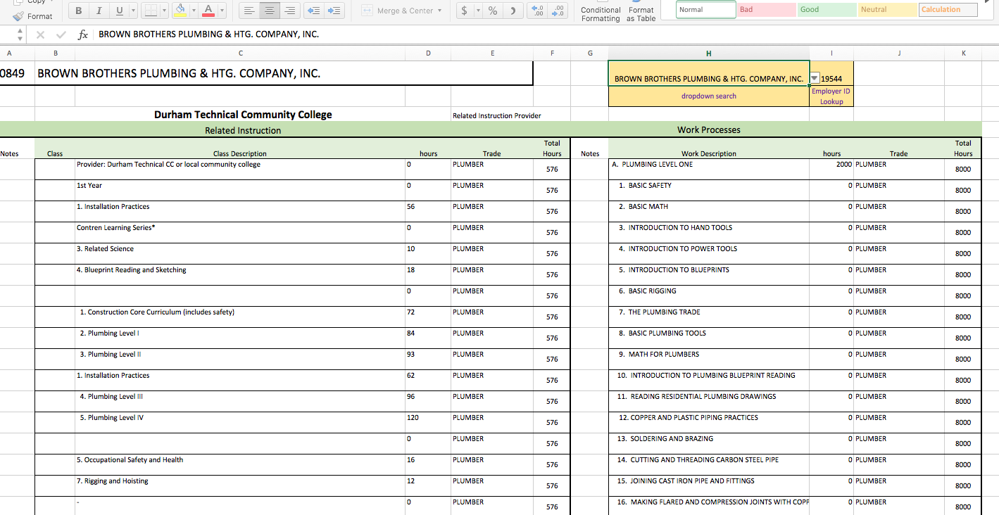 Copy
B I U A Merge & Center $ % ) .0 .00 .00 .0 Conditional Formatting Format as Table Normal Bad Good Neutral Calculation
Format
fx BROWN BROTHERS PLUMBING & HTG. COMPANY, INC.
A B C D E F G H I J K
0849 BROWN BROTHERS PLUMBING & HTG. COMPANY, INC. BROWN BROTHERS PLUMBING & HTG. COMPANY, INC. 19544
dropdown search Employer ID Lookup
Durham Technical Community College Related Instruction Provider
Related Instruction Work Processes
Notes Class Class Description hours Trade Total Hours Notes Work Description hours Trade Total Hours
Provider: Durham Technical CC or local community college 0 PLUMBER 576 A. PLUMBING LEVEL ONE 2000 PLUMBER 8000
1st Year 0 PLUMBER 576 1. BASIC SAFETY 0 PLUMBER 8000
1. Installation Practices 56 PLUMBER 576 2. BASIC MATH 0 PLUMBER 8000
Contren Learning Series* 0 PLUMBER 576 3. INTRODUCTION TO HAND TOOLS 0 PLUMBER 8000
3. Related Science 10 PLUMBER 576 4. INTRODUCTION TO POWER TOOLS 0 PLUMBER 8000
4. Blueprint Reading and Sketching 18 PLUMBER 576 5. INTRODUCTION TO BLUEPRINTS 0 PLUMBER 8000
0 PLUMBER 576 6. BASIC RIGGING 0 PLUMBER 8000
1. Construction Core Curriculum (includes safety) 72 PLUMBER 576 7. THE PLUMBING TRADE 0 PLUMBER 8000
2. Plumbing Level I 84 PLUMBER 576 8. BASIC PLUMBING TOOLS 0 PLUMBER 8000
3. Plumbing Level II 93 PLUMBER 576 9. MATH FOR PLUMBERS 0 PLUMBER 8000
1. Installation Practices 62 PLUMBER 576 10. INTRODUCTION TO PLUMBING BLUEPRINT READING 0 PLUMBER 8000
4. Plumbing Level III 96 PLUMBER 576 11. READING RESIDENTIAL PLUMBING DRAWINGS 0 PLUMBER 8000
5. Plumbing Level IV 120 PLUMBER 576 12. COPPER AND PLASTIC PIPING PRACTICES 0 PLUMBER 8000
0 PLUMBER 576 13. SOLDERING AND BRAZING 0 PLUMBER 8000
5. Occupational Safety and Health 16 PLUMBER 576 14. CUTTING AND THREADING CARBON STEEL PIPE 0 PLUMBER 8000
7. Rigging and Hoisting 12 PLUMBER 576 15. JOINING CAST IRON PIPE AND FITTINGS 0 PLUMBER 8000
- 0 PLUMBER 576 16. MAKING FLARED AND COMPRESSION JOINTS WITH COPP 0 PLUMBER 8000